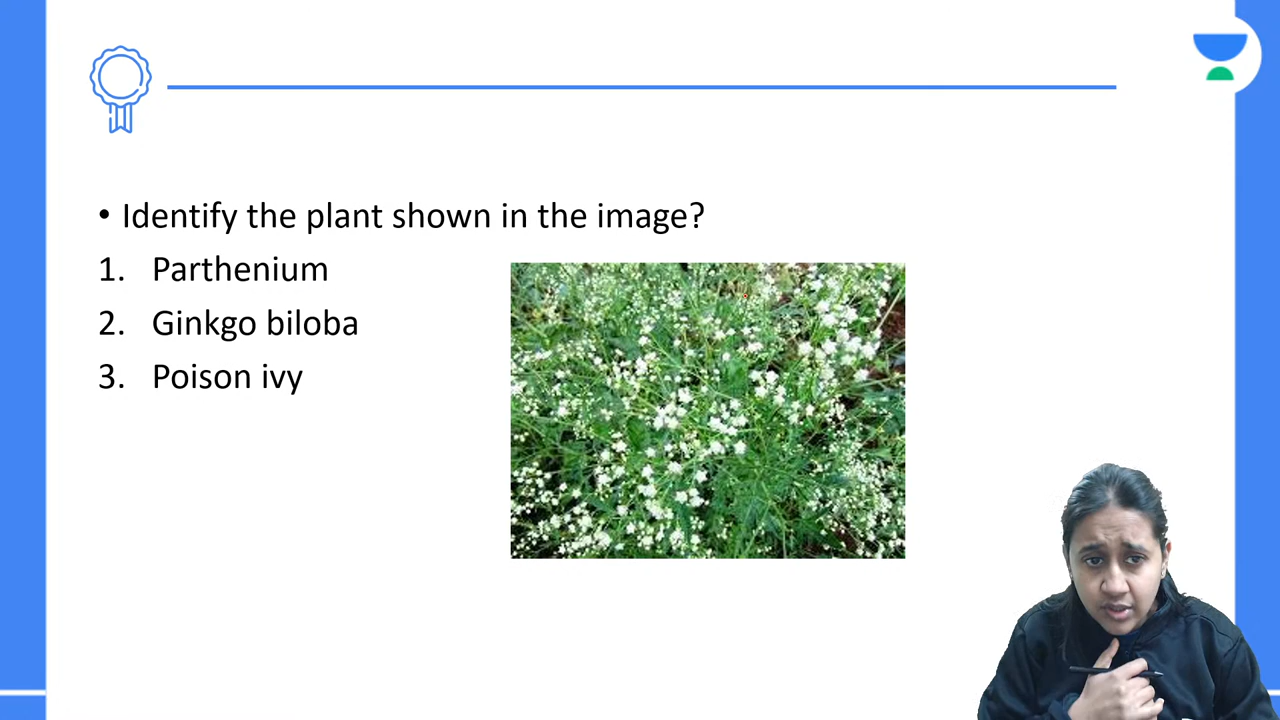 • Identify the plant shown in the image?
1. Parthenium
2. Ginkgo biloba
3. Poison ivy